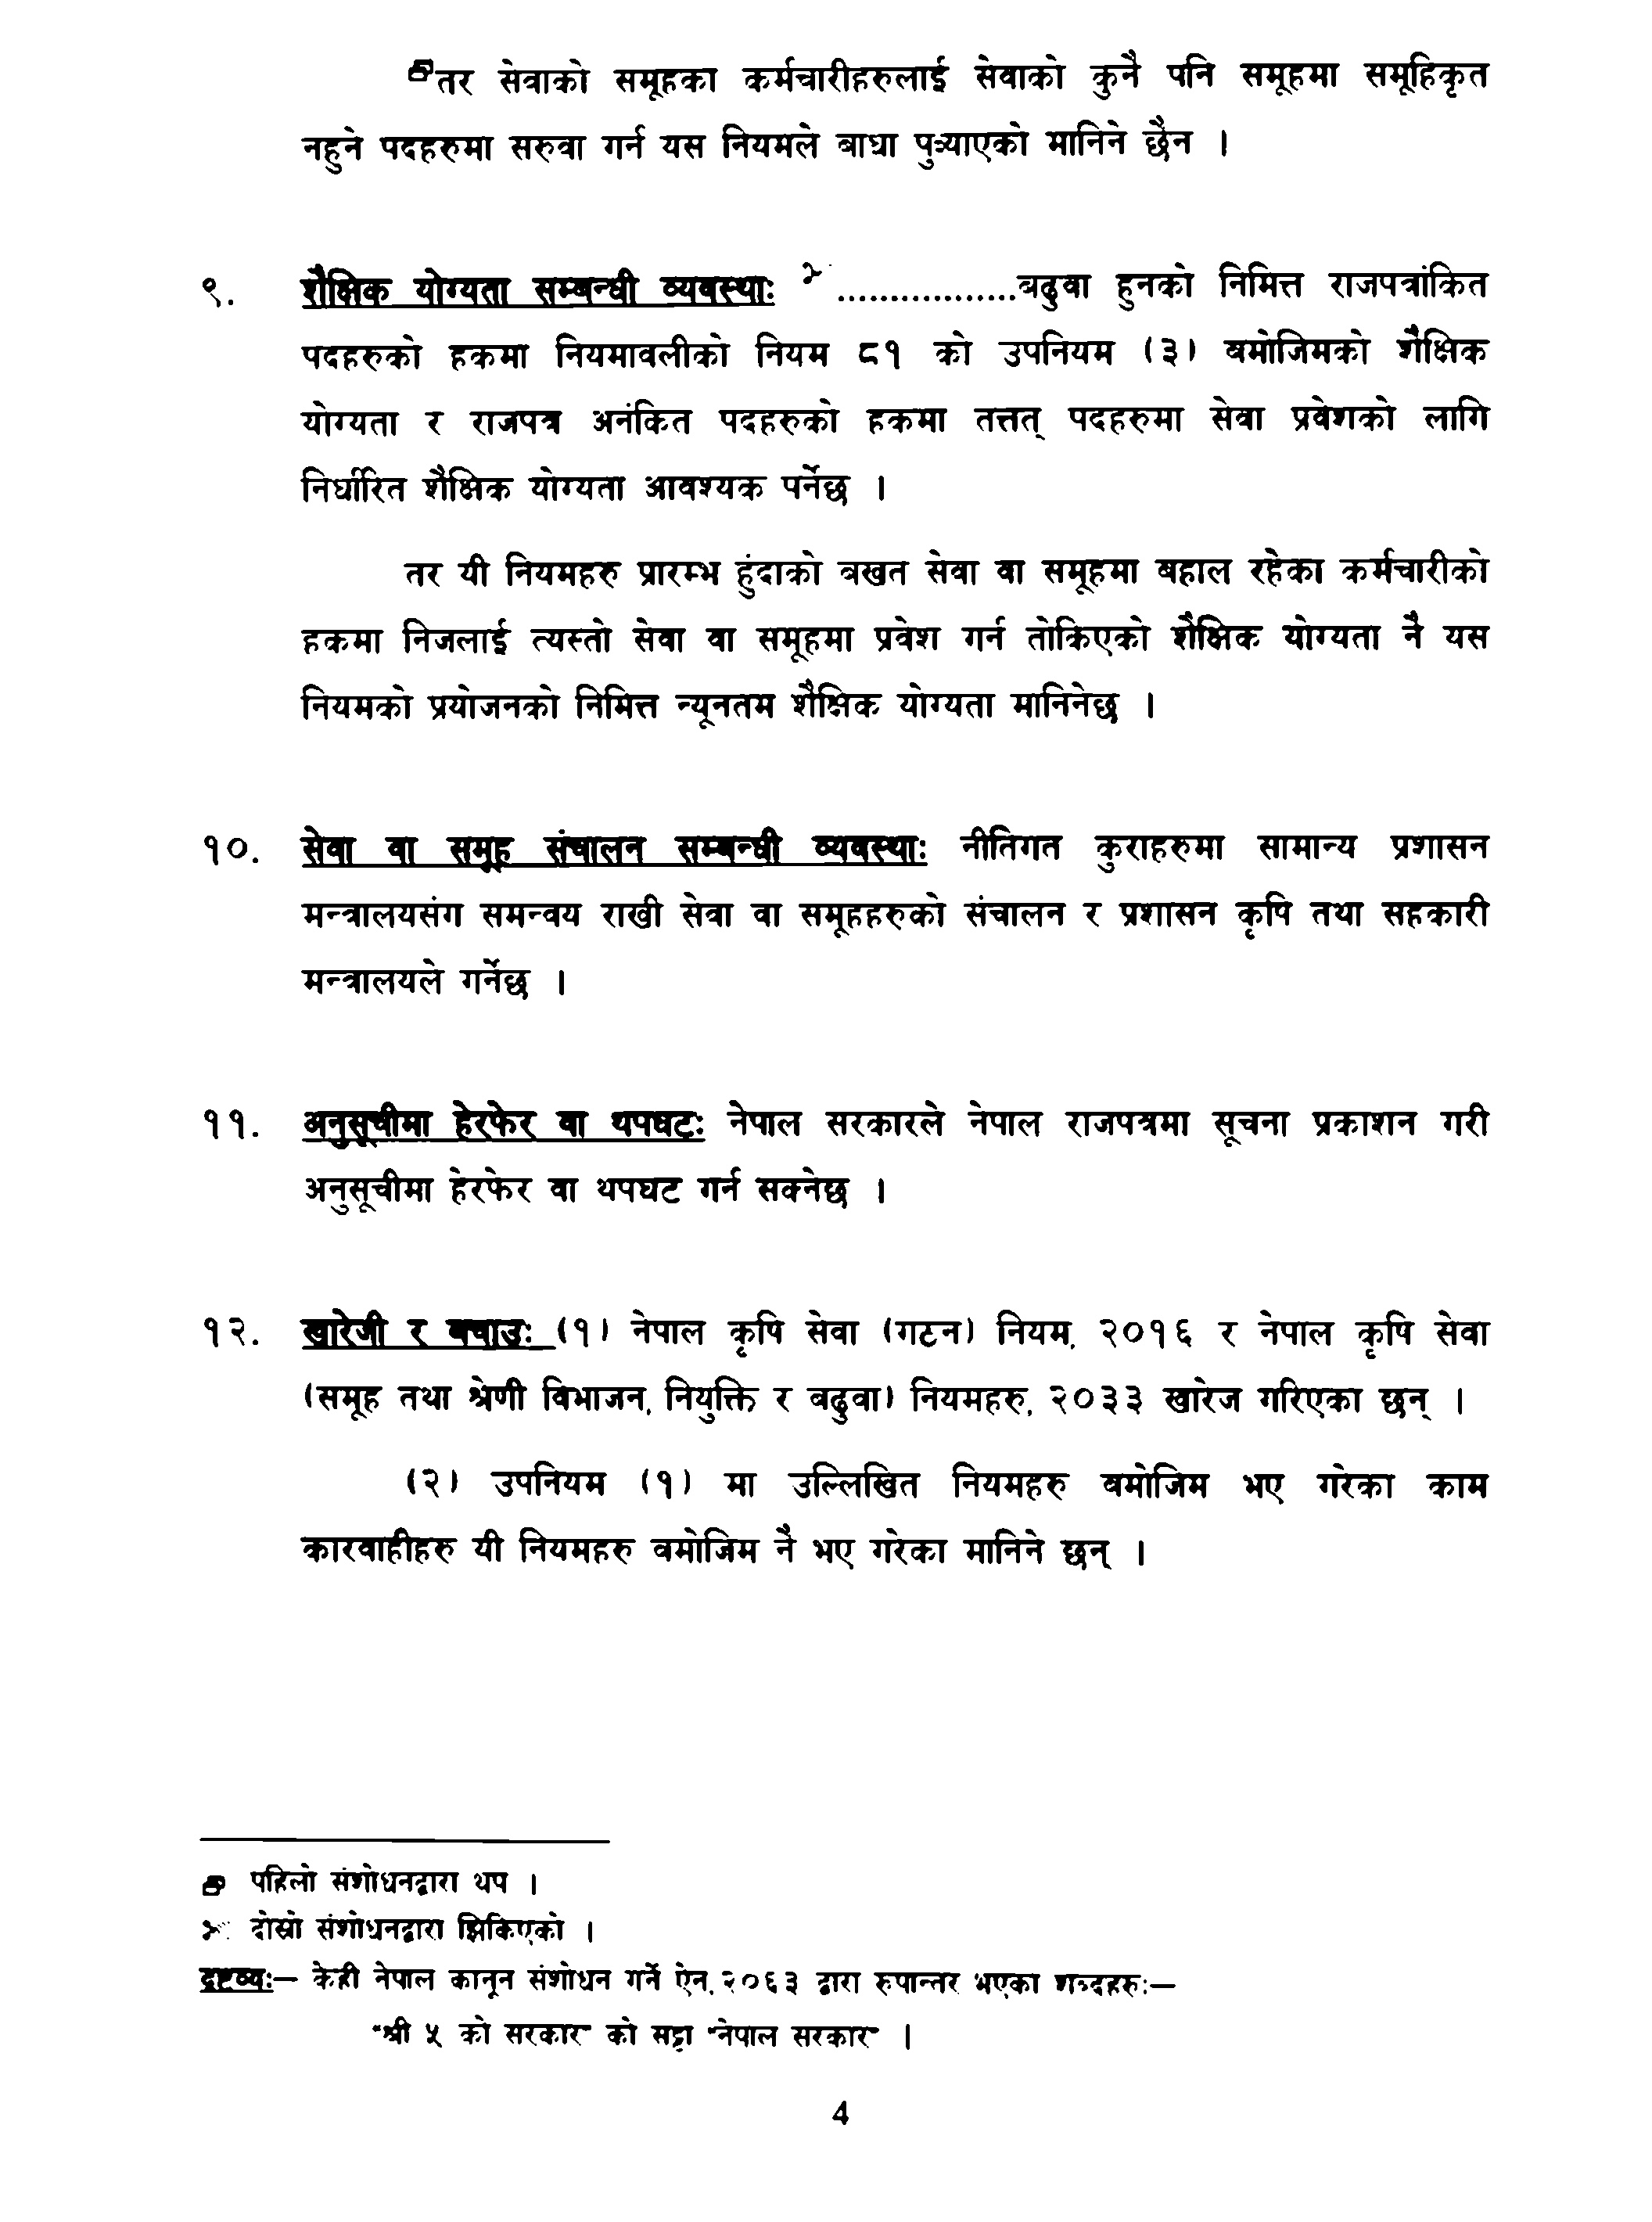 तर सेवाको समूहका कर्मचारीहरुलाई सेवाको कुनै पनि समूहमा समूहिकृत
नहुने पदहरुमा सरुवा गर्न यस नियमले बाधा पुर्‍याएको मानिने छैन ।
९. शैक्षिक योग्यता सम्बन्धी व्यवस्थाः .................बढुवा हुनको निमित्त राजपत्रांकित
पदहरुको हकमा नियमावलीको नियम ८१ को उपनियम (३) बमोजिमको शैक्षिक
योग्यता र राजपत्र अनंकित पदहरुको हकमा तत्तत् पदहरुमा सेवा प्रवेशको लागि
निर्धारित शैक्षिक योग्यता आवश्यक पर्नेछ ।
तर यी नियमहरु प्रारम्भ हुंदाको बखत सेवा वा समूहमा बहाल रहेका कर्मचारीको
हकमा निजलाई त्यस्तो सेवा वा समूहमा प्रवेश गर्न तोकिएको शैक्षिक योग्यता नै यस
नियमको प्रयोजनको निमित्त न्यूनतम शैक्षिक योग्यता मानिनेछ ।
१०. सेवा वा समूह संचालन सम्बन्धी व्यवस्थाः नीतिगत कुराहरुमा सामान्य प्रशासन
मन्त्रालयसंग समन्वय राखी सेवा वा समूहहरुको संचालन र प्रशासन कृषि तथा सहकारी
मन्त्रालयले गर्नेछ ।
११. अनुसूचीमा हेरफेर वा थपघटः नेपाल सरकारले नेपाल राजपत्रमा सूचना प्रकाशन गरी
अनुसूचीमा हेरफेर वा थपघट गर्न सक्नेछ ।
१२. खारेजी र बचाउः (१) नेपाल कृषि सेवा (गटन) नियम, २०१६ र नेपाल कृषि सेवा
(समूह तथा श्रेणी विभाजन, नियुक्ति र बढुवा) नियमहरु, २०३३ खारेज गरिएका छन् ।
(२) उपनियम (१) मा उल्लिखित नियमहरु बमोजिम भए गरेका काम
कारवाहीहरु यी नियमहरु बमोजिम नै भए गरेका मानिने छन् ।
पहिलो संशोधनद्वारा थप ।
दोस्रो संशोधनद्वारा झिकिएको ।
द्रष्टव्यः– केही नेपाल कानून संशोधन गर्ने ऐन, २०६३ द्वारा रुपान्तर भएका शब्दहरुः–
"श्री ५ को सरकार" को सट्टा "नेपाल सरकार" ।
4